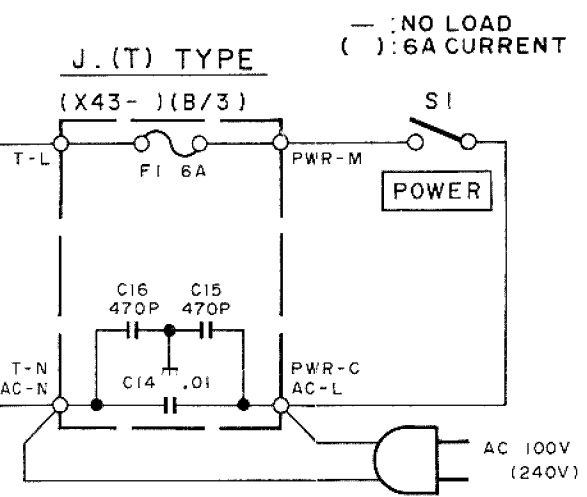 — : NO LOAD
( ) : 6A CURRENT
J.(T) TYPE
(X43- )(B/3)
S1
T-L
F1 6A
PWR-M
POWER
C16 C15
470P 470P
T-N
AC-N
C14 .01
PWR-C
AC-L
AC 100V
(240V)